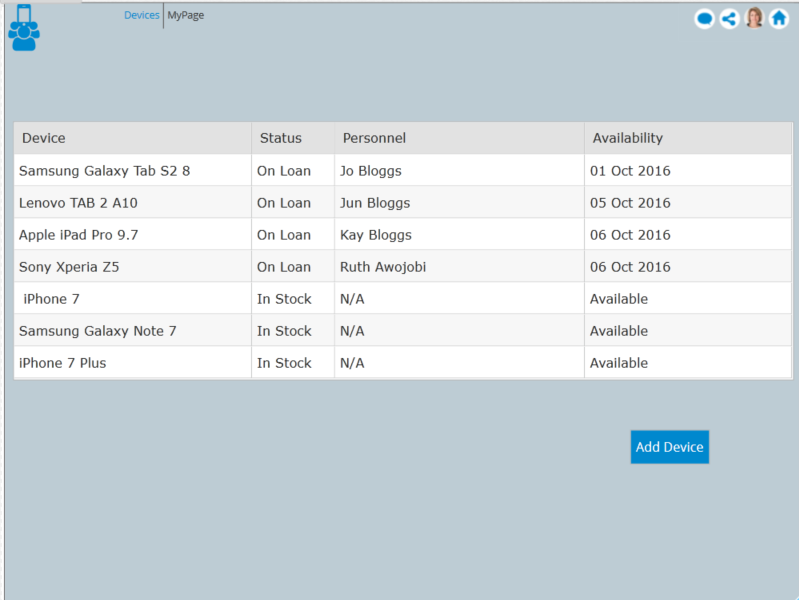 Devices MyPage
Device Status Personnel Availability
Samsung Galaxy Tab S2 8 On Loan Jo Bloggs 01 Oct 2016
Lenovo TAB 2 A10 On Loan Jun Bloggs 05 Oct 2016
Apple iPad Pro 9.7 On Loan Kay Bloggs 06 Oct 2016
Sony Xperia Z5 On Loan Ruth Awojobi 06 Oct 2016
iPhone 7 In Stock N/A Available
Samsung Galaxy Note 7 In Stock N/A Available
iPhone 7 Plus In Stock N/A Available
Add Device